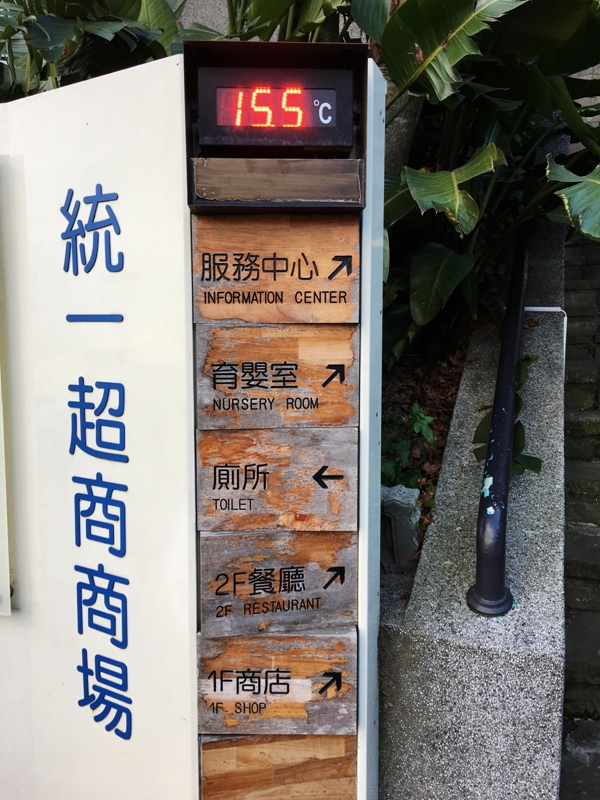 15.5 °C
統一超商商場
服務中心
INFORMATION CENTER
育嬰室
NURSERY ROOM
廁所
TOILET
2F餐廳
2F RESTAURANT
1F商店
1F SHOP